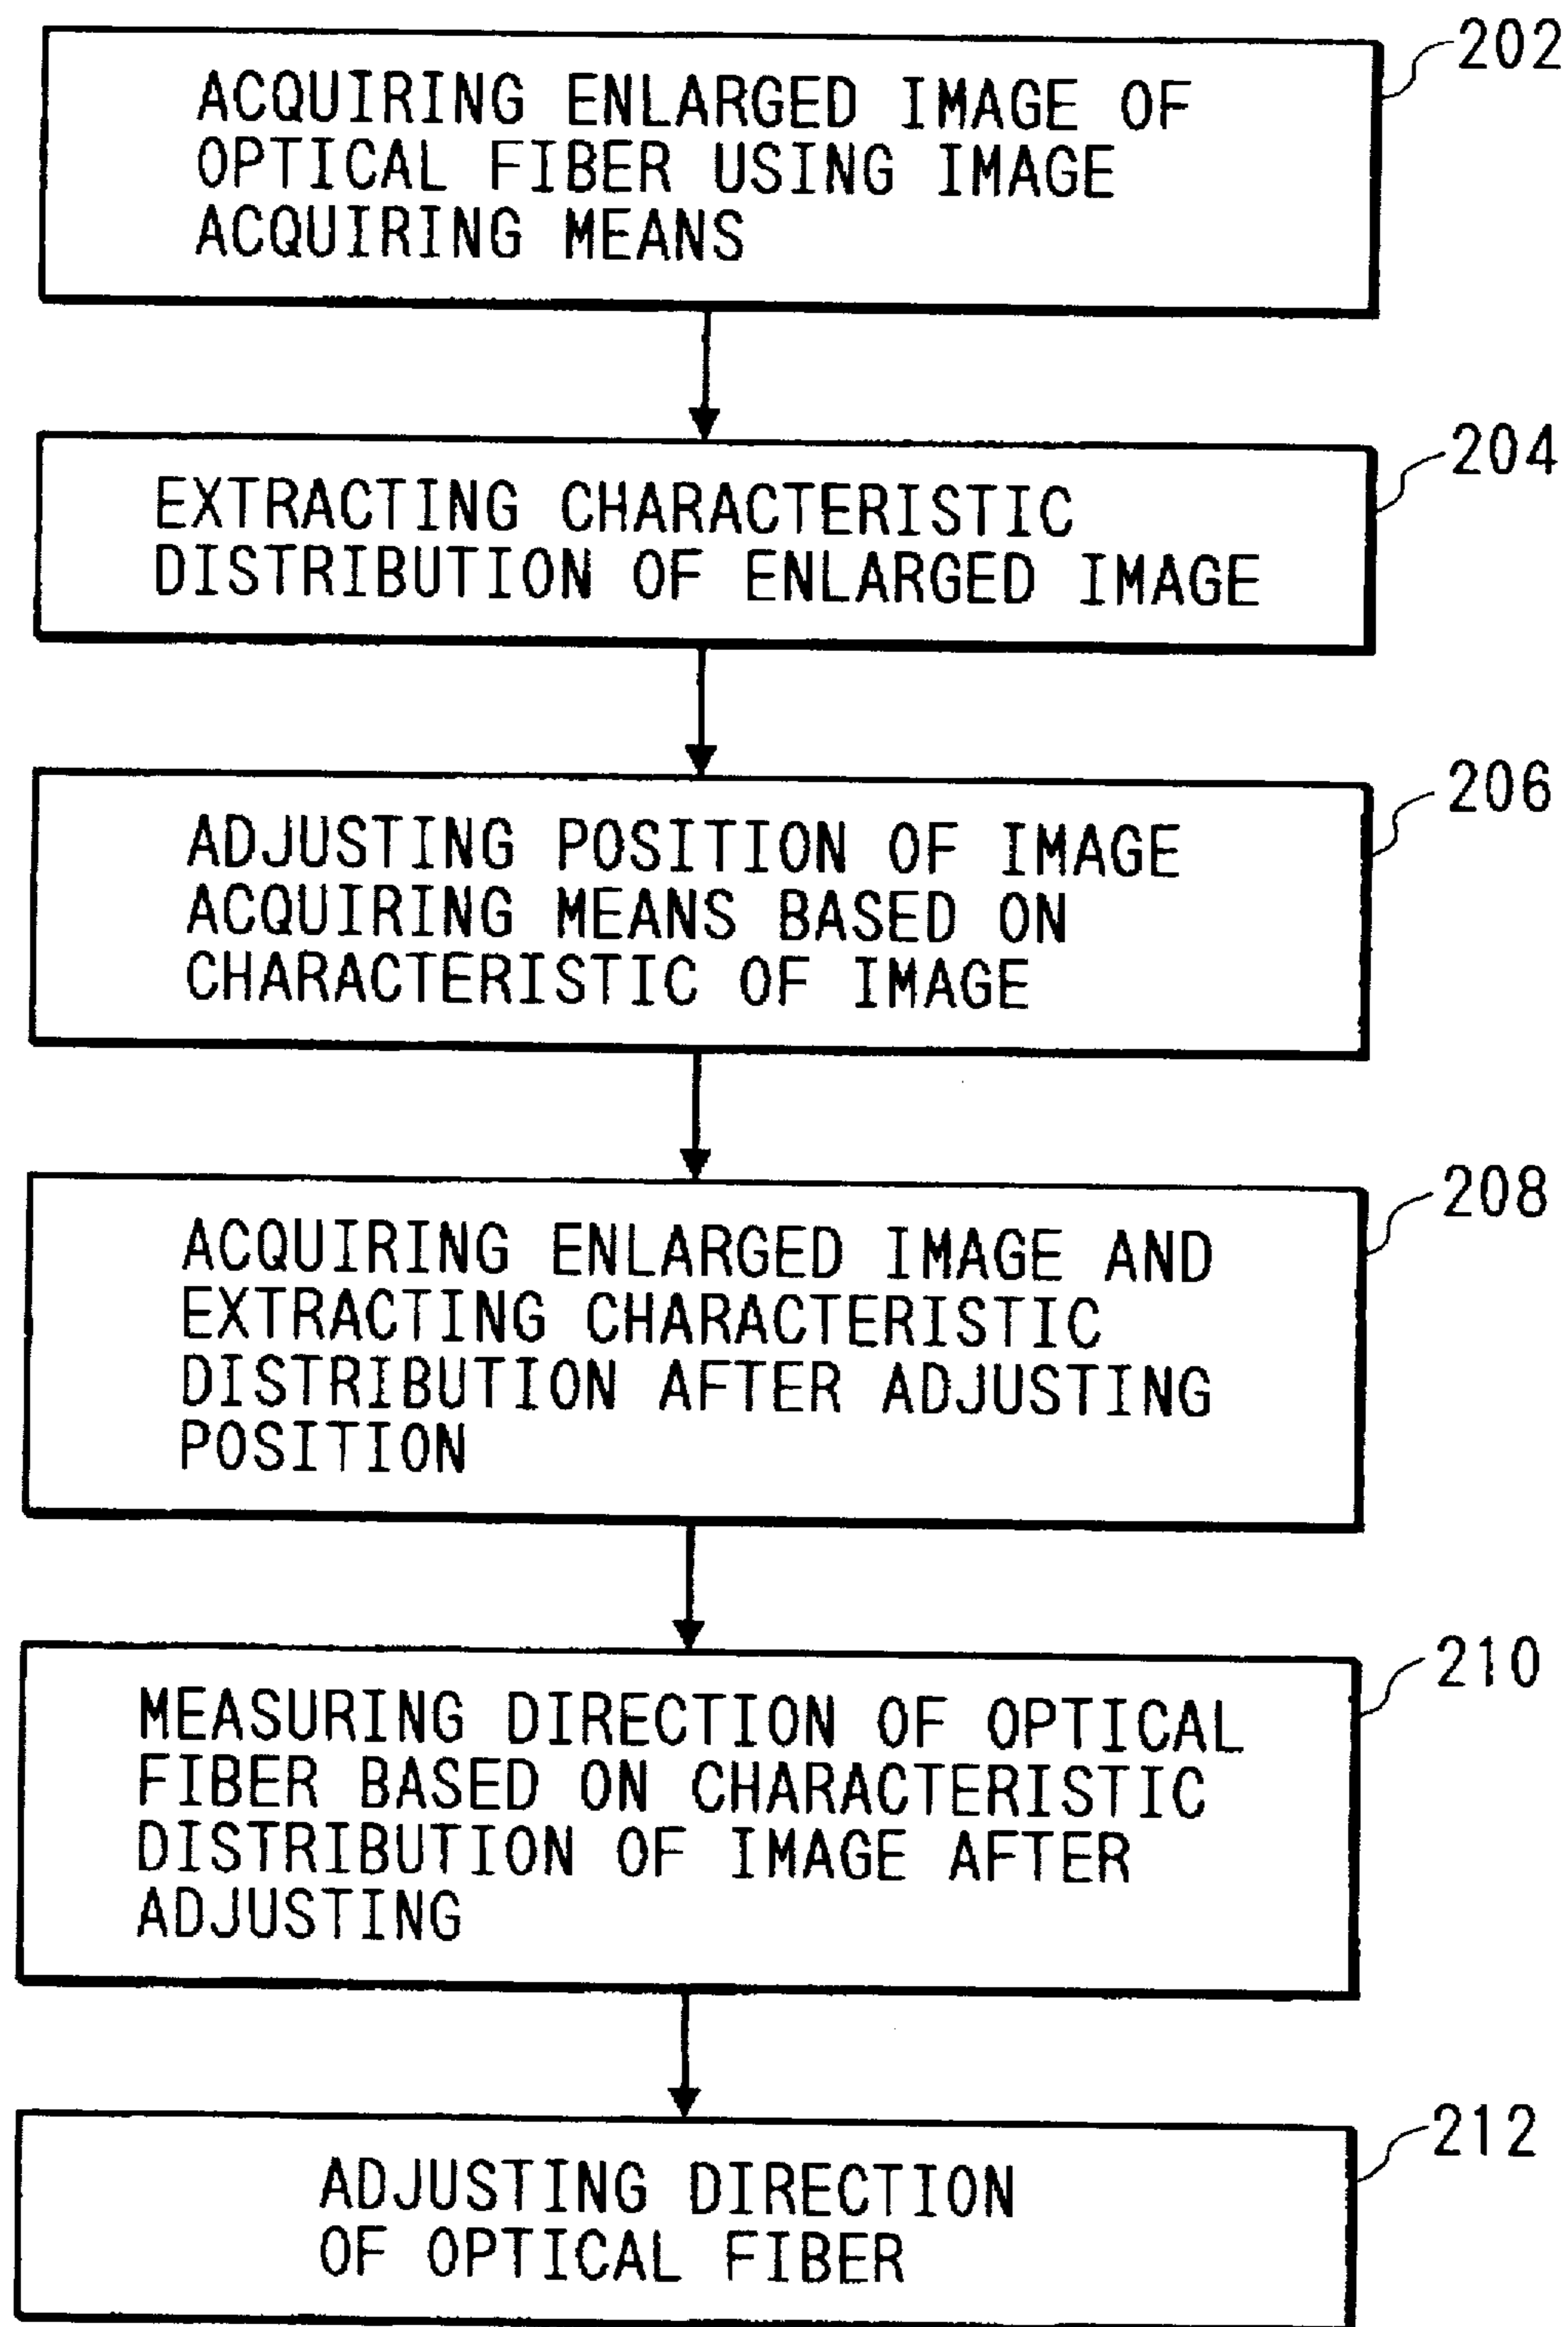 202
ACQUIRING ENLARGED IMAGE OF
OPTICAL FIBER USING IMAGE
ACQUIRING MEANS
204
EXTRACTING CHARACTERISTIC
DISTRIBUTION OF ENLARGED IMAGE
206
ADJUSTING POSITION OF IMAGE
ACQUIRING MEANS BASED ON
CHARACTERISTIC OF IMAGE
208
ACQUIRING ENLARGED IMAGE AND
EXTRACTING CHARACTERISTIC
DISTRIBUTION AFTER ADJUSTING
POSITION
210
MEASURING DIRECTION OF OPTICAL
FIBER BASED ON CHARACTERISTIC
DISTRIBUTION OF IMAGE AFTER
ADJUSTING
212
ADJUSTING DIRECTION
OF OPTICAL FIBER